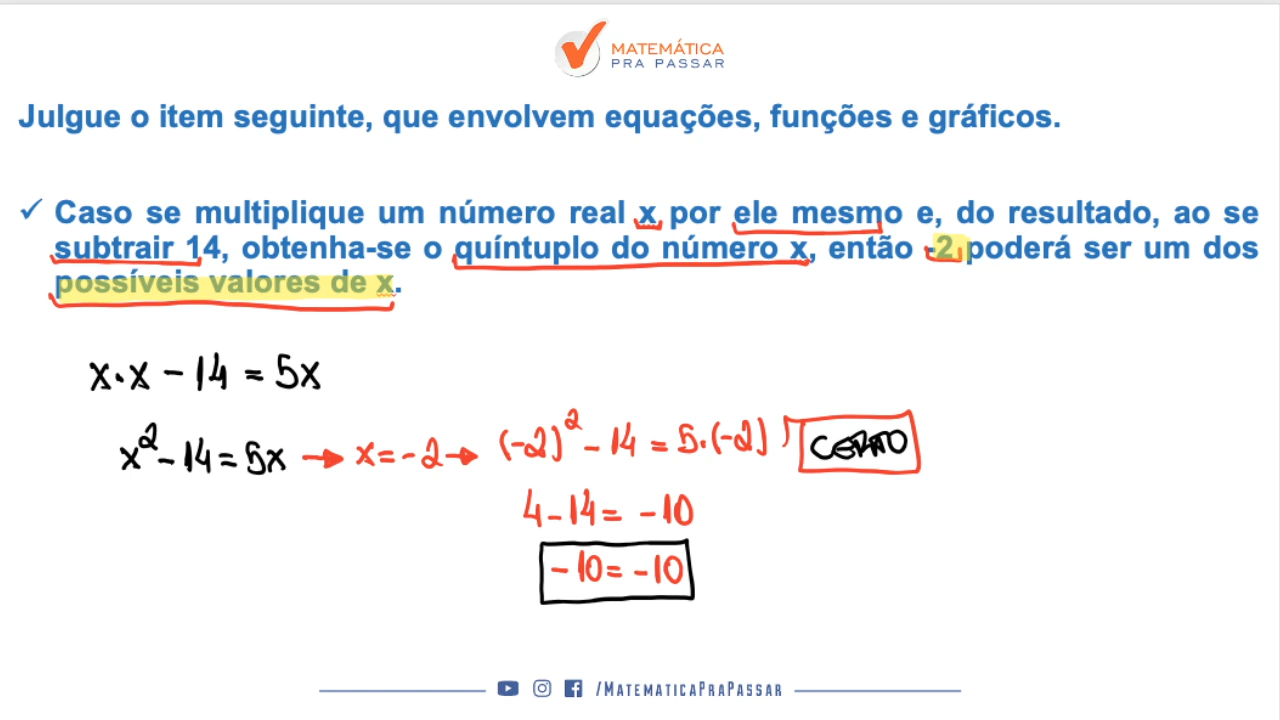 MATEMÁTICA
PRA PASSAR
Julgue o item seguinte, que envolvem equações, funções e gráficos.
✓ Caso se multiplique um número real x por ele mesmo e, do resultado, ao se
subtrair 14, obtenha-se o quíntuplo do número x, então -2 poderá ser um dos
possíveis valores de x.
x·x - 14 = 5x
x² - 14 = 5x → x = -2 → (-2)² - 14 = 5·(-2) CERTO
4 - 14 = -10
-10 = -10
/MATEMATICAPRAPASSAR